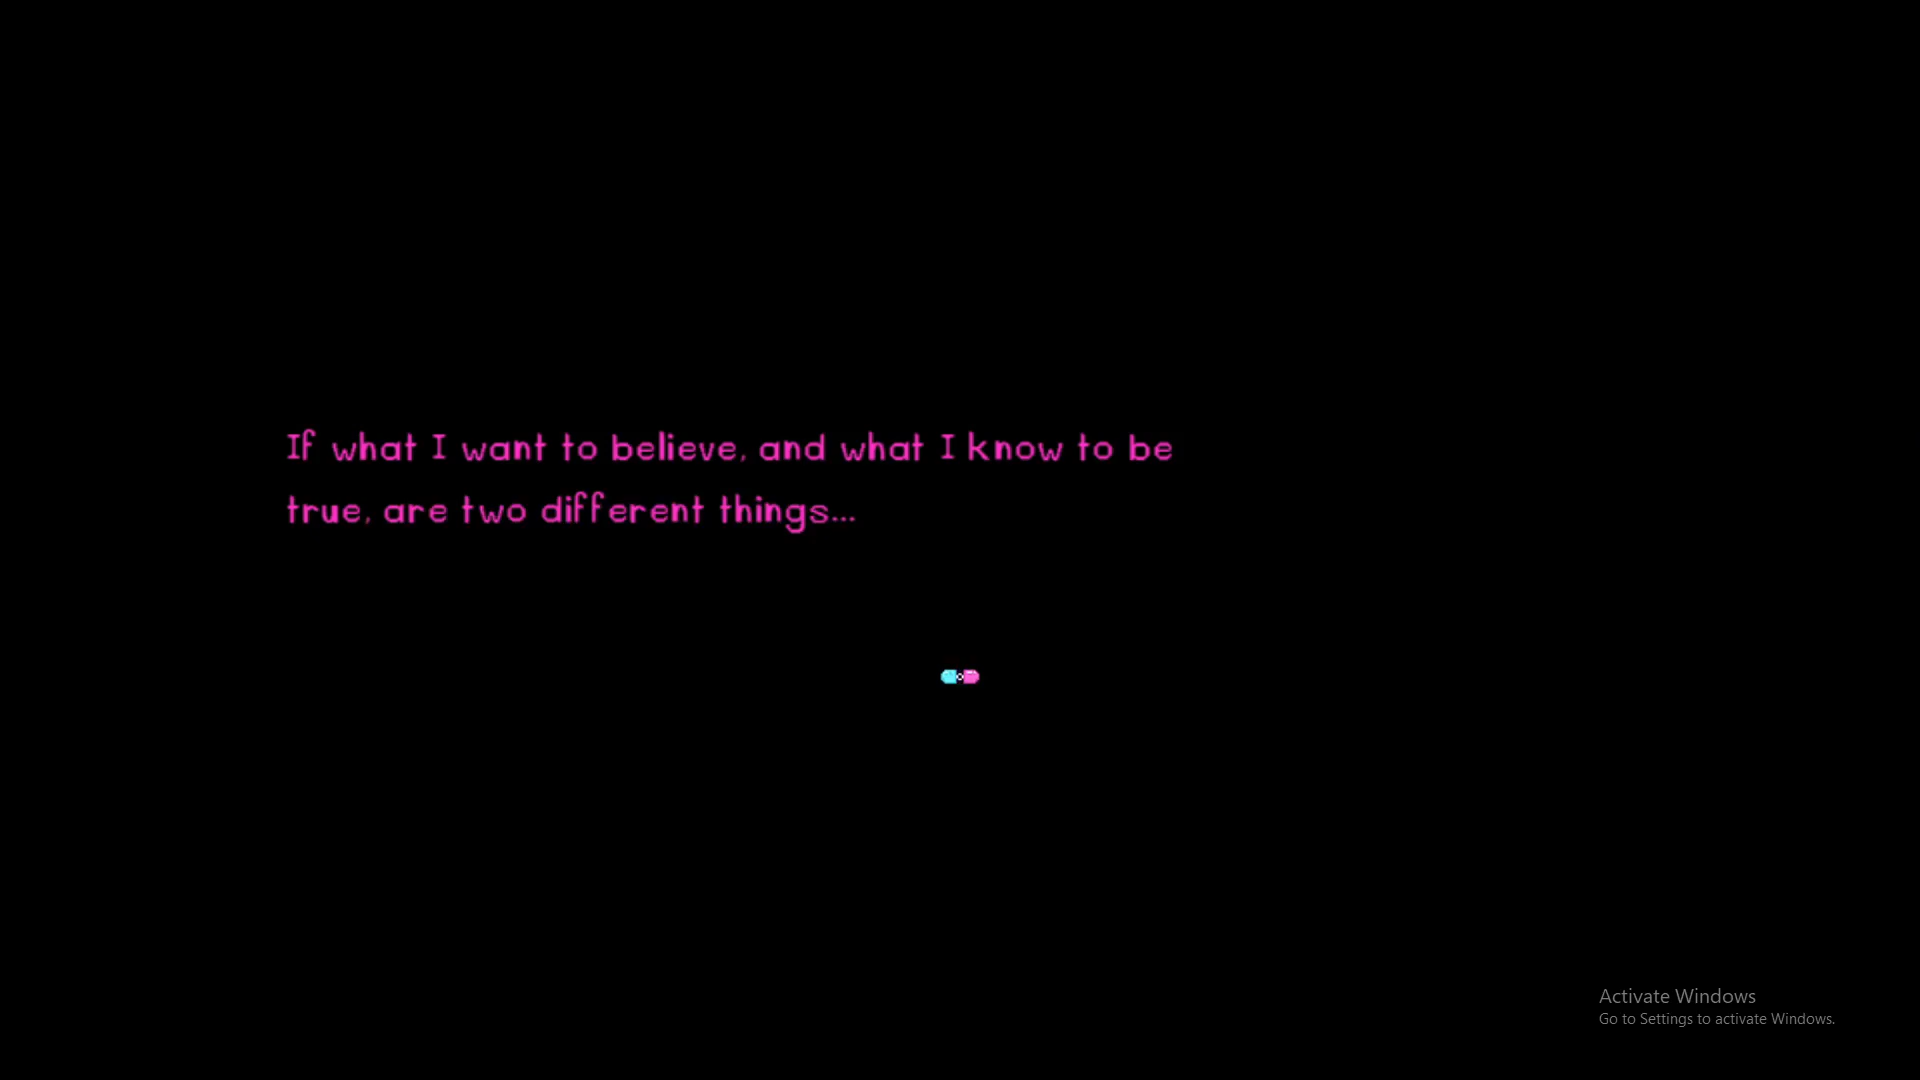 If what I want to believe, and what I know to be
true, are two different things...
Activate Windows
Go to Settings to activate Windows.